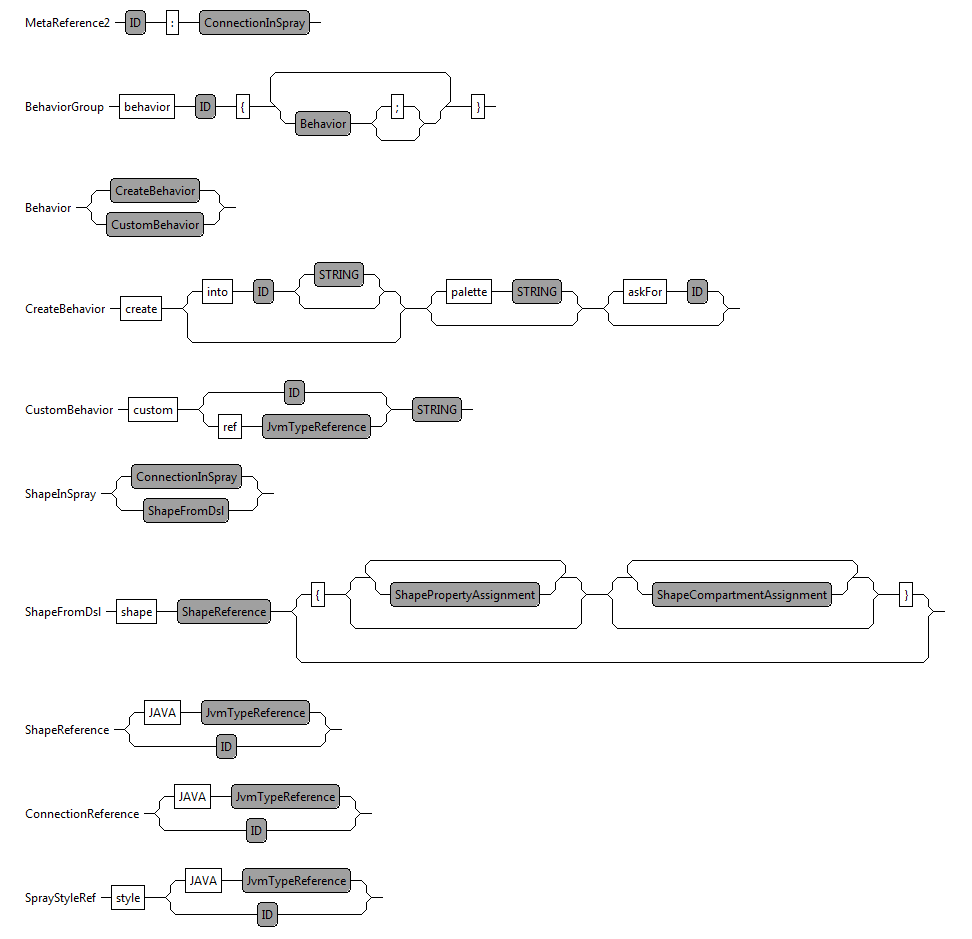 MetaReference2 ID : ConnectionInSpray
BehaviorGroup behavior ID { Behavior ; }
Behavior CreateBehavior
CustomBehavior
CreateBehavior create into ID STRING palette STRING askFor ID
CustomBehavior custom ID STRING
ref JvmTypeReference
ShapeInSpray ConnectionInSpray
ShapeFromDsl
ShapeFromDsl shape ShapeReference { ShapePropertyAssignment ShapeCompartmentAssignment }
ShapeReference JAVA JvmTypeReference
ID
ConnectionReference JAVA JvmTypeReference
ID
SprayStyleRef style JAVA JvmTypeReference
ID